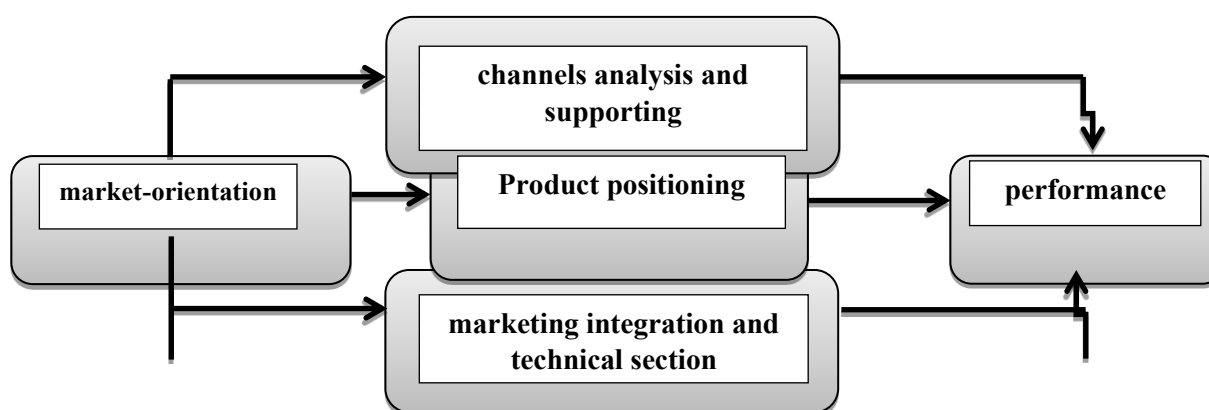 channels analysis and
supporting
market-orientation
Product positioning
performance
marketing integration and
technical section